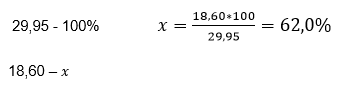 29,95 - 100%
x = 18,60*100 / 29,95 = 62,0%
18,60 – x